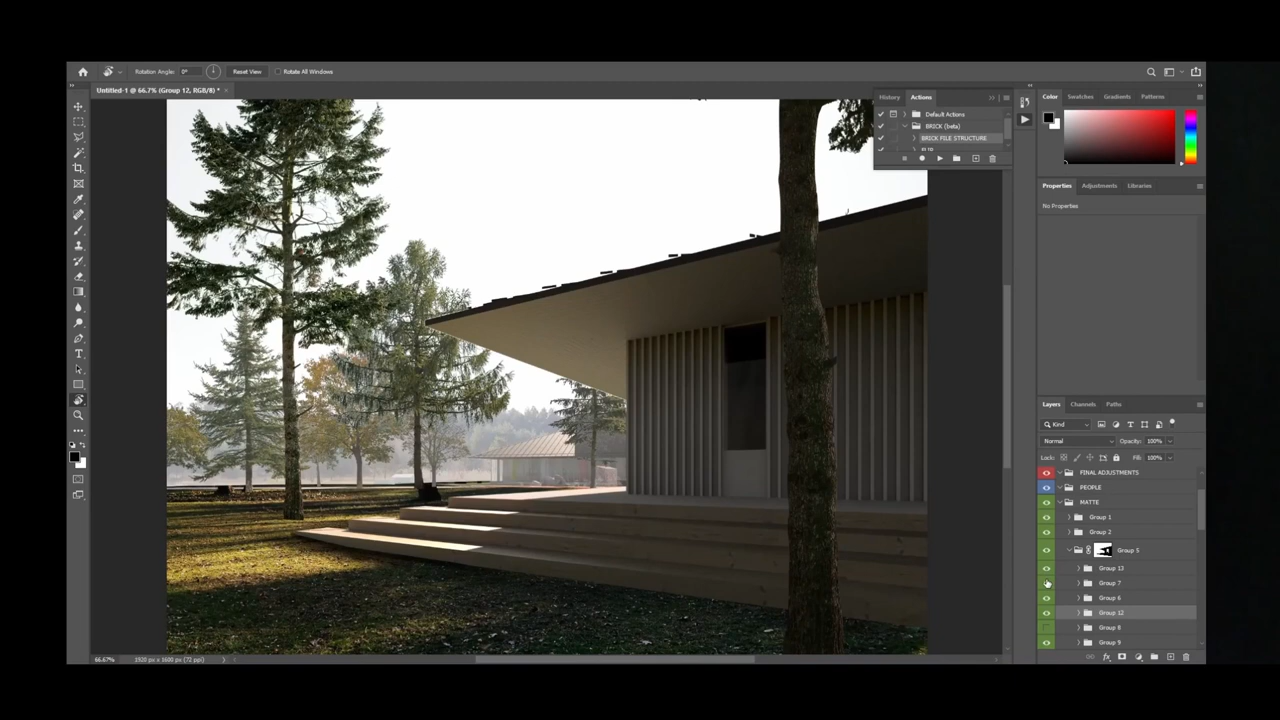 Rotation Angle: 0° Reset View Rotate All Windows
Untitled-1 @ 66.7% (Group 12, RGB/8) * ×
History Actions
Default Actions
BRICK (beta)
BRICK FILE STRUCTURE
Color Swatches Gradients Patterns
Properties Adjustments Libraries
No Properties
Layers Channels Paths
Kind
Normal Opacity: 100%
Lock: Fill: 100%
FINAL ADJUSTMENTS
PEOPLE
MATTE
Group 1
Group 2
Group 5
Group 13
Group 7
Group 6
Group 12
Group 8
Group 9
66.67% 1920 px x 1600 px (72 ppi)